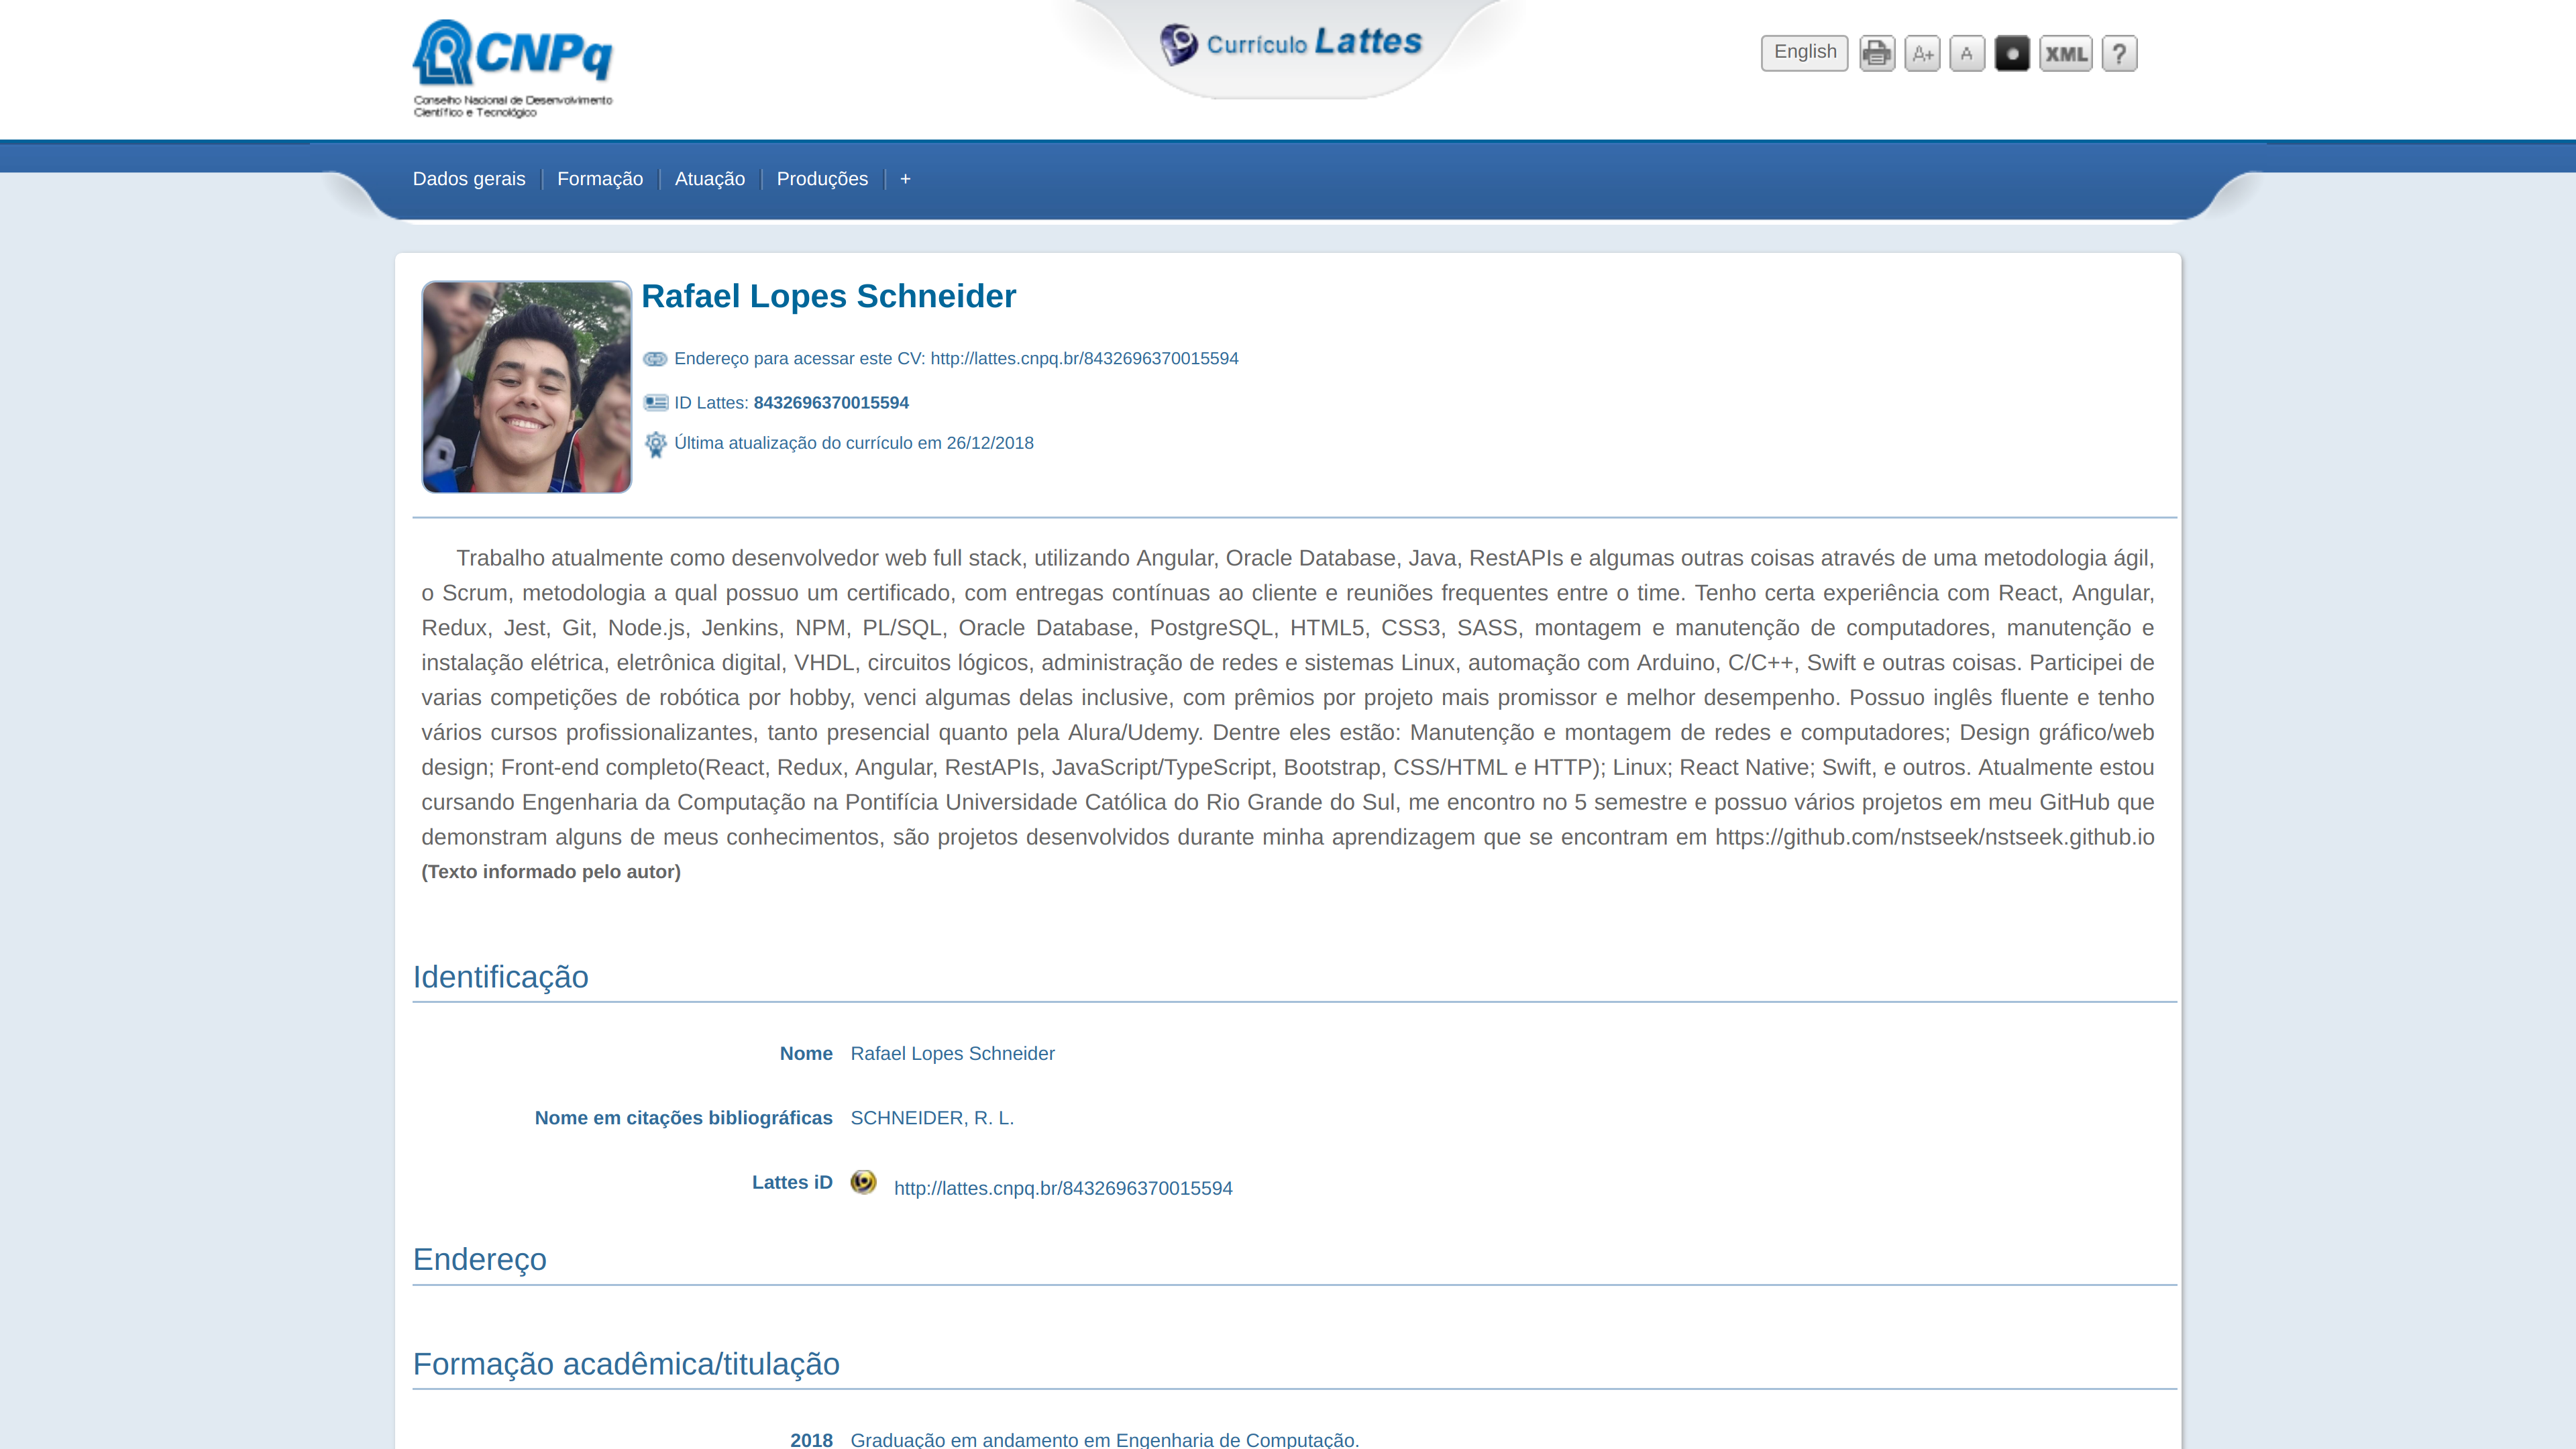 CNPq
Conselho Nacional de Desenvolvimento
Científico e Tecnológico
Currículo Lattes
English
A+
A
XML
?
Dados gerais
Formação
Atuação
Produções
+
Rafael Lopes Schneider
Endereço para acessar este CV: http://lattes.cnpq.br/8432696370015594
ID Lattes: 8432696370015594
Última atualização do currículo em 26/12/2018
Trabalho atualmente como desenvolvedor web full stack, utilizando Angular, Oracle Database, Java, RestAPIs e algumas outras coisas através de uma metodologia ágil,
o Scrum, metodologia a qual possuo um certificado, com entregas contínuas ao cliente e reuniões frequentes entre o time. Tenho certa experiência com React, Angular,
Redux, Jest, Git, Node.js, Jenkins, NPM, PL/SQL, Oracle Database, PostgreSQL, HTML5, CSS3, SASS, montagem e manutenção de computadores, manutenção e
instalação elétrica, eletrônica digital, VHDL, circuitos lógicos, administração de redes e sistemas Linux, automação com Arduino, C/C++, Swift e outras coisas. Participei de
varias competições de robótica por hobby, venci algumas delas inclusive, com prêmios por projeto mais promissor e melhor desempenho. Possuo inglês fluente e tenho
vários cursos profissionalizantes, tanto presencial quanto pela Alura/Udemy. Dentre eles estão: Manutenção e montagem de redes e computadores; Design gráfico/web
design; Front-end completo(React, Redux, Angular, RestAPIs, JavaScript/TypeScript, Bootstrap, CSS/HTML e HTTP); Linux; React Native; Swift, e outros. Atualmente estou
cursando Engenharia da Computação na Pontifícia Universidade Católica do Rio Grande do Sul, me encontro no 5 semestre e possuo vários projetos em meu GitHub que
demonstram alguns de meus conhecimentos, são projetos desenvolvidos durante minha aprendizagem que se encontram em https://github.com/nstseek/nstseek.github.io
(Texto informado pelo autor)
Identificação
Nome Rafael Lopes Schneider
Nome em citações bibliográficas SCHNEIDER, R. L.
Lattes iD http://lattes.cnpq.br/8432696370015594
Endereço
Formação acadêmica/titulação
2018 Graduação em andamento em Engenharia de Computação.